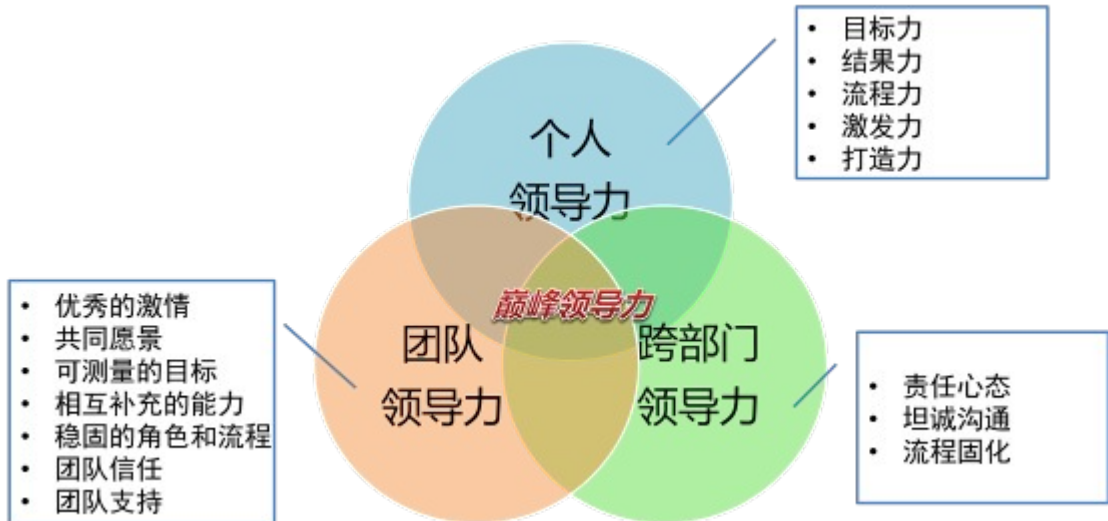 • 目标力
• 结果力
• 流程力
• 激发力
• 打造力
个人
领导力
巅峰领导力
• 优秀的激情
• 共同愿景
• 可测量的目标
• 相互补充的能力
• 稳固的角色和流程
• 团队信任
• 团队支持
团队
领导力
跨部门
领导力
• 责任心态
• 坦诚沟通
• 流程固化